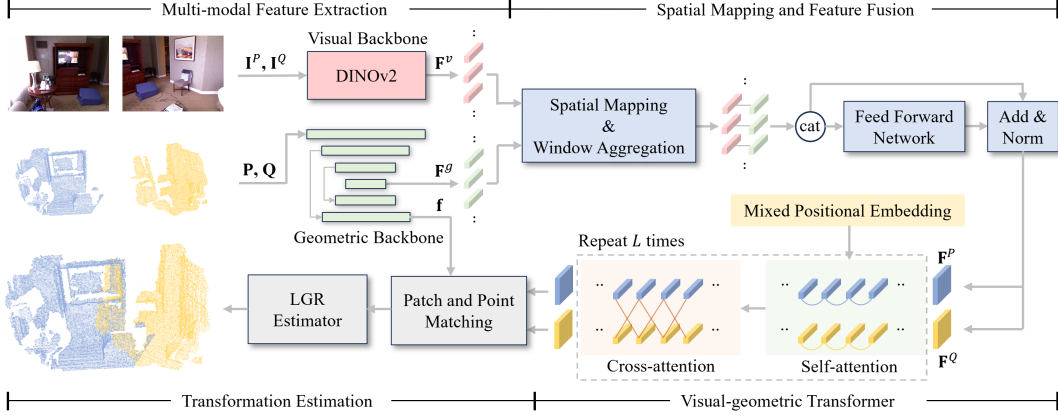 Multi-modal Feature Extraction
Spatial Mapping and Feature Fusion
Visual Backbone
I^P, I^Q
DINOv2
F^v
Spatial Mapping
&
Window Aggregation
cat
Feed Forward
Network
Add &
Norm
P, Q
F^g
f
Geometric Backbone
Mixed Positional Embedding
Repeat L times
F^P
LGR
Estimator
Patch and Point
Matching
F^Q
Cross-attention
Self-attention
Transformation Estimation
Visual-geometric Transformer